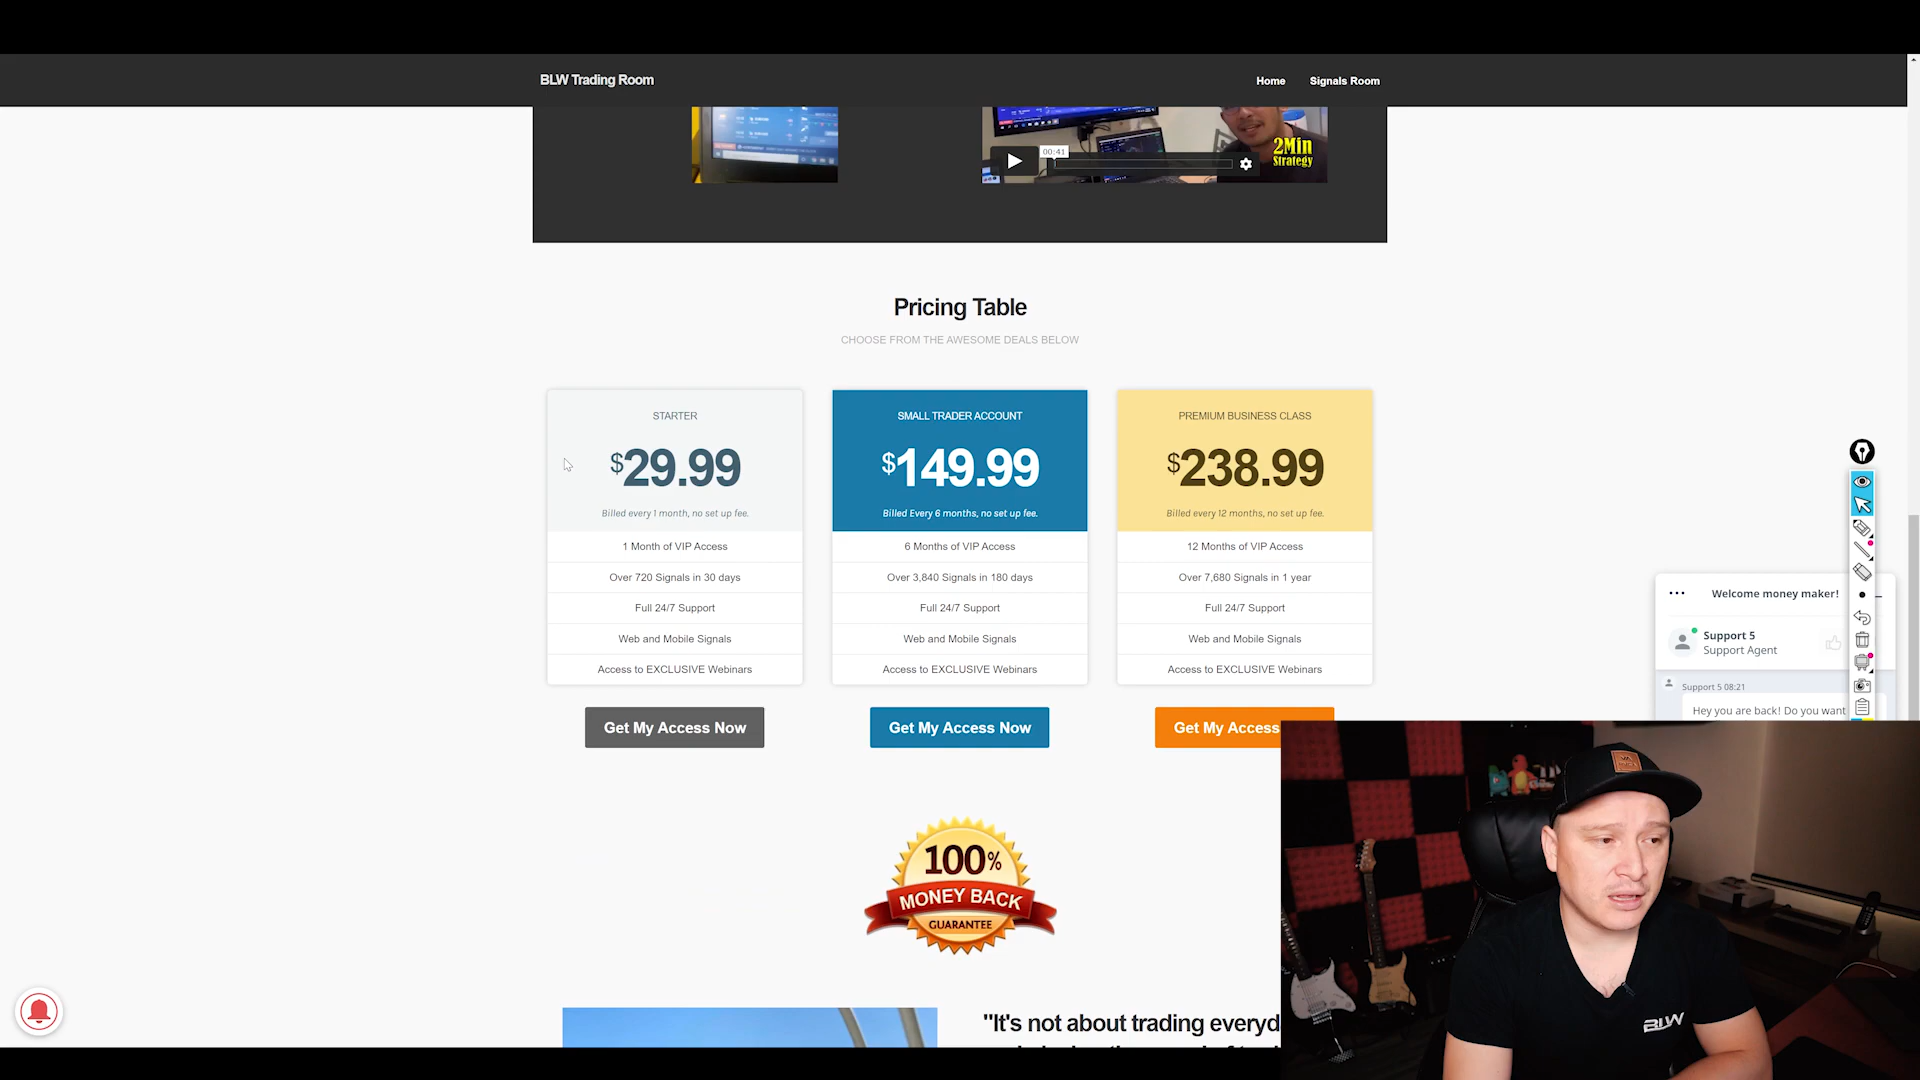 BLW Trading Room
Home
Signals Room
00:41
2Min
Strategy
Pricing Table
CHOOSE FROM THE AWESOME DEALS BELOW
STARTER
$29.99
Billed every 1 month, no set up fee.
1 Month of VIP Access
Over 720 Signals in 30 days
Full 24/7 Support
Web and Mobile Signals
Access to EXCLUSIVE Webinars
Get My Access Now
SMALL TRADER ACCOUNT
$149.99
Billed Every 6 months, no set up fee.
6 Months of VIP Access
Over 3,840 Signals in 180 days
Full 24/7 Support
Web and Mobile Signals
Access to EXCLUSIVE Webinars
Get My Access Now
PREMIUM BUSINESS CLASS
$238.99
Billed every 12 months, no set up fee.
12 Months of VIP Access
Over 7,680 Signals in 1 year
Full 24/7 Support
Web and Mobile Signals
Access to EXCLUSIVE Webinars
Get My Access
Welcome money maker!
Support 5
Support Agent
Support 5 08:21
Hey you are back! Do you want
100%
MONEY BACK
GUARANTEE
"It's not about trading everyd
BLW